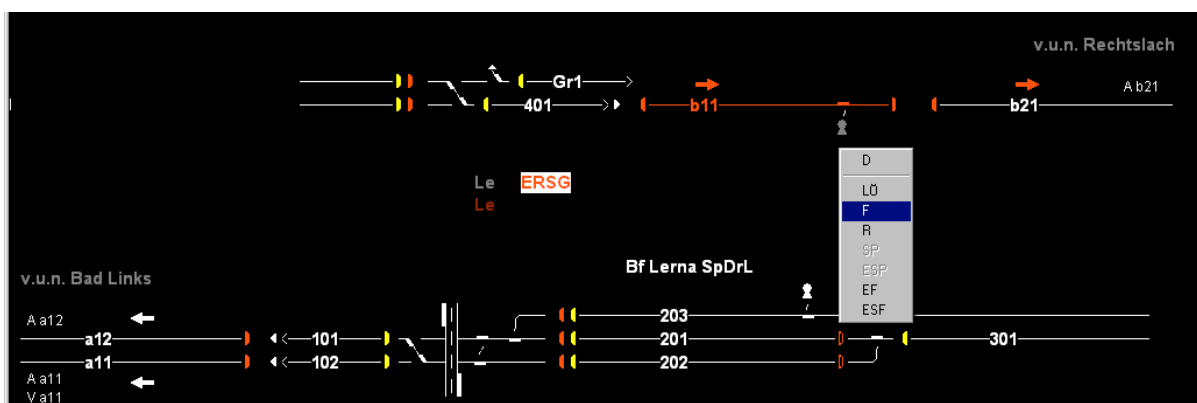 v.u.n. Rechtslach
Gr1
A b21
401
b11
b21
D
Le ERSG
LÖ
Le
F
R
SP
Bf Lerna SpDrL
ESP
v.u.n. Bad Links
EF
ESF
A a12
203
a12
101
201
301
a11
102
202
A a11
V a11